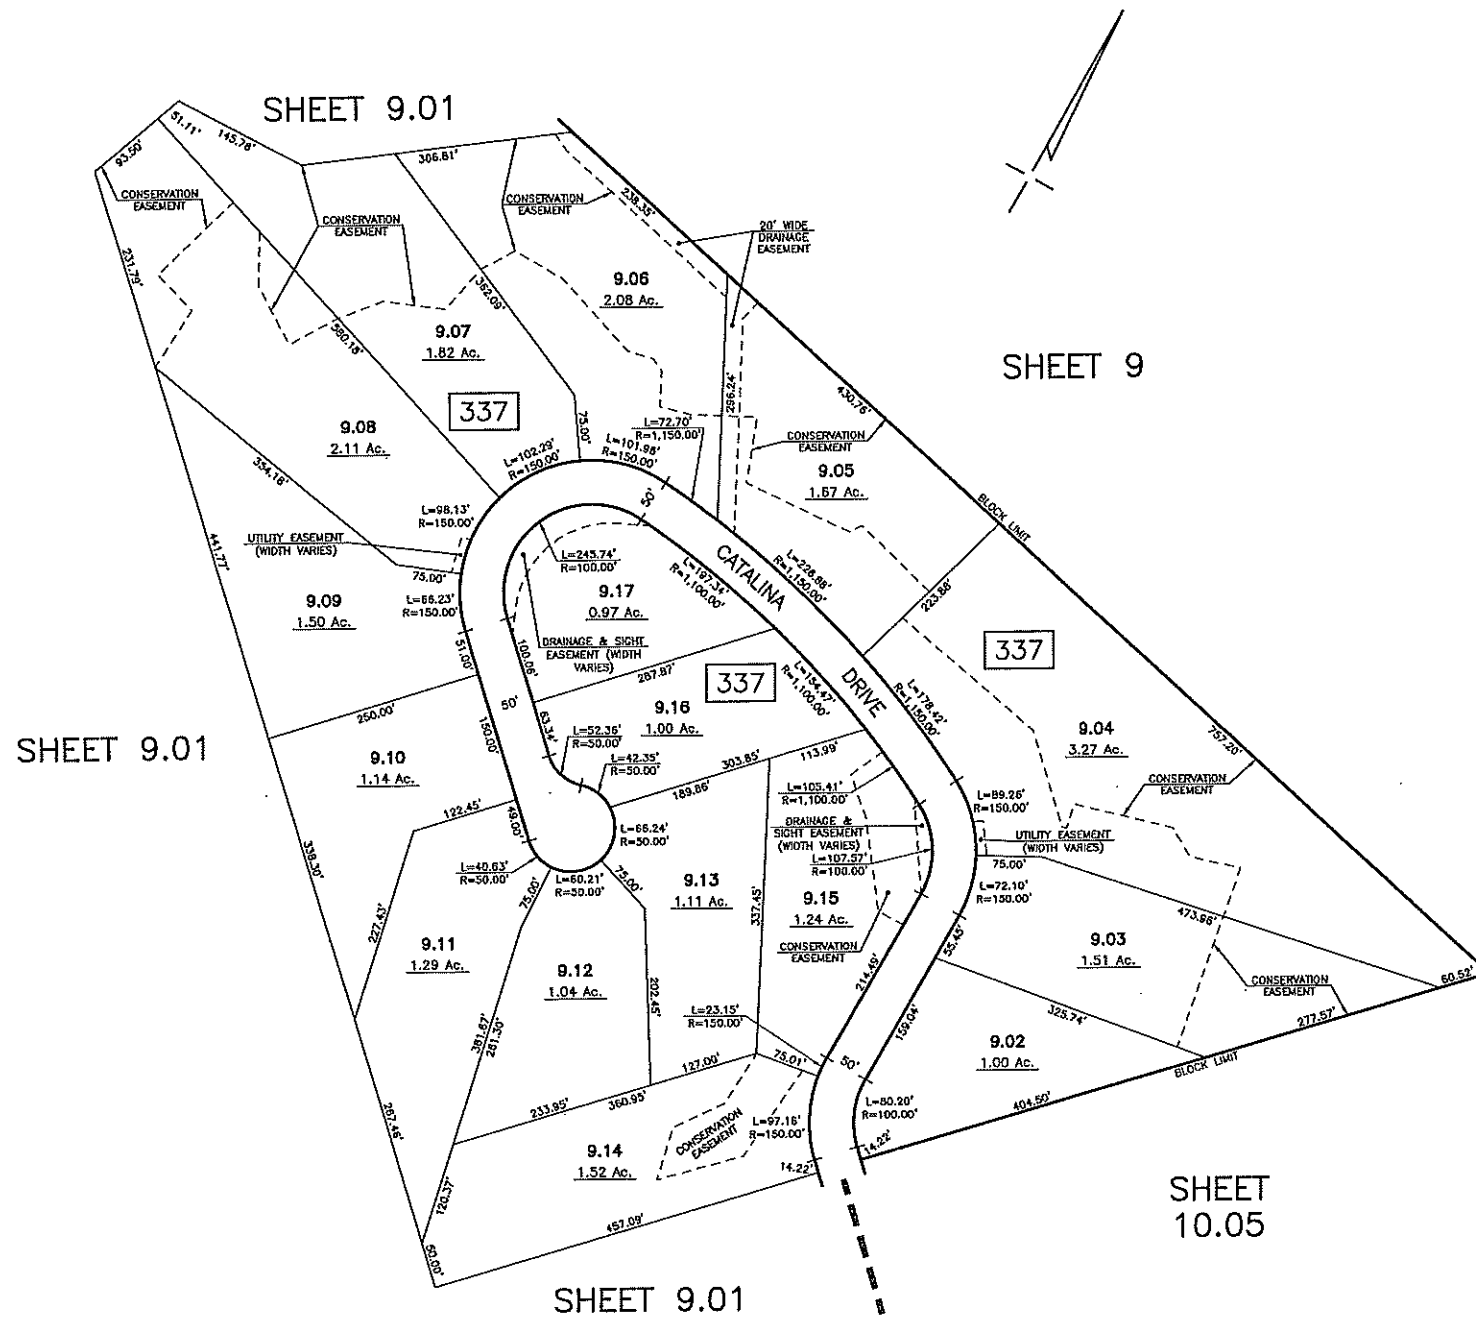 SHEET 9.01
51.11'
145.78'
93.50'
306.81'
CONSERVATION
EASEMENT
CONSERVATION
EASEMENT
CONSERVATION
EASEMENT
238.35'
20' WIDE
DRAINAGE
EASEMENT
231.79'
9.06
2.08 Ac.
362.09'
9.07
1.82 Ac.
580.18'
296.24'
SHEET 9
337
430.76'
9.08
2.11 Ac.
75.00'
L=72.70'
R=1,150.00'
L=102.29'
R=150.00'
L=101.98'
R=150.00'
CONSERVATION
EASEMENT
9.05
1.67 Ac.
354.18'
50'
L=98.13'
R=150.00'
BLOCK LIMIT
UTILITY EASEMENT
(WIDTH VARIES)
441.77'
75.00'
L=245.74'
R=100.00'
L=197.34'
R=1,100.00'
CATALINA
L=226.88'
R=1,150.00'
223.88'
9.09
1.50 Ac.
L=66.23'
R=150.00'
9.17
0.97 Ac.
51.00'
100.06'
DRAINAGE & SIGHT
EASEMENT (WIDTH
VARIES)
337
287.87'
337
L=154.47'
R=1,100.00'
DRIVE
L=178.42'
R=1,150.00'
50'
250.00'
150.00'
63.34'
9.16
1.00 Ac.
L=52.36'
R=50.00'
SHEET 9.01
9.10
1.14 Ac.
9.04
3.27 Ac.
757.20'
L=42.35'
R=50.00'
303.85'
113.99'
189.86'
CONSERVATION
EASEMENT
L=105.41'
R=1,100.00'
L=89.26'
R=150.00'
122.45'
49.00'
L=66.24'
R=50.00'
DRAINAGE &
SIGHT EASEMENT
(WIDTH VARIES)
UTILITY EASEMENT
(WIDTH VARIES)
338.30'
L=107.57'
R=100.00'
75.00'
L=40.63'
R=50.00'
L=60.21'
R=50.00'
75.00'
75.00'
9.13
1.11 Ac.
337.45'
9.15
1.24 Ac.
L=72.10'
R=150.00'
473.96'
227.43'
9.11
1.29 Ac.
CONSERVATION
EASEMENT
55.45'
9.03
1.51 Ac.
9.12
1.04 Ac.
202.45'
214.49'
CONSERVATION
EASEMENT
60.52'
381.67'
261.30'
L=23.15'
R=150.00'
159.04'
325.74'
277.57'
9.02
1.00 Ac.
BLOCK LIMIT
127.00'
75.01'
50'
233.95'
360.95'
L=80.20'
R=100.00'
404.50'
267.46'
CONSERVATION
EASEMENT
L=97.16'
R=150.00'
9.14
1.52 Ac.
14.22'
14.22'
120.37'
SHEET
10.05
457.09'
50.00'
SHEET 9.01